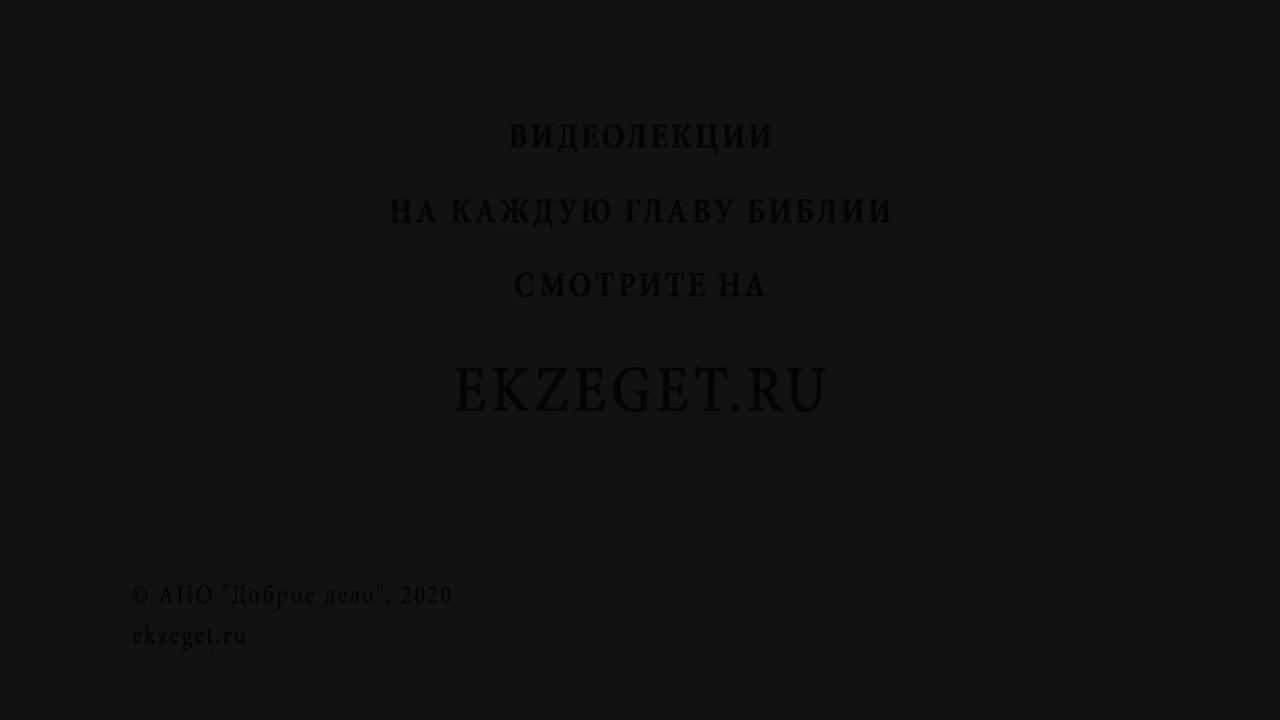 ВИДЕОЛЕКЦИИ
НА КАЖДУЮ ГЛАВУ БИБЛИИ
СМОТРИТЕ НА
EKZEGET.RU
© АНО "Доброе дело", 2020
ekzeget.ru